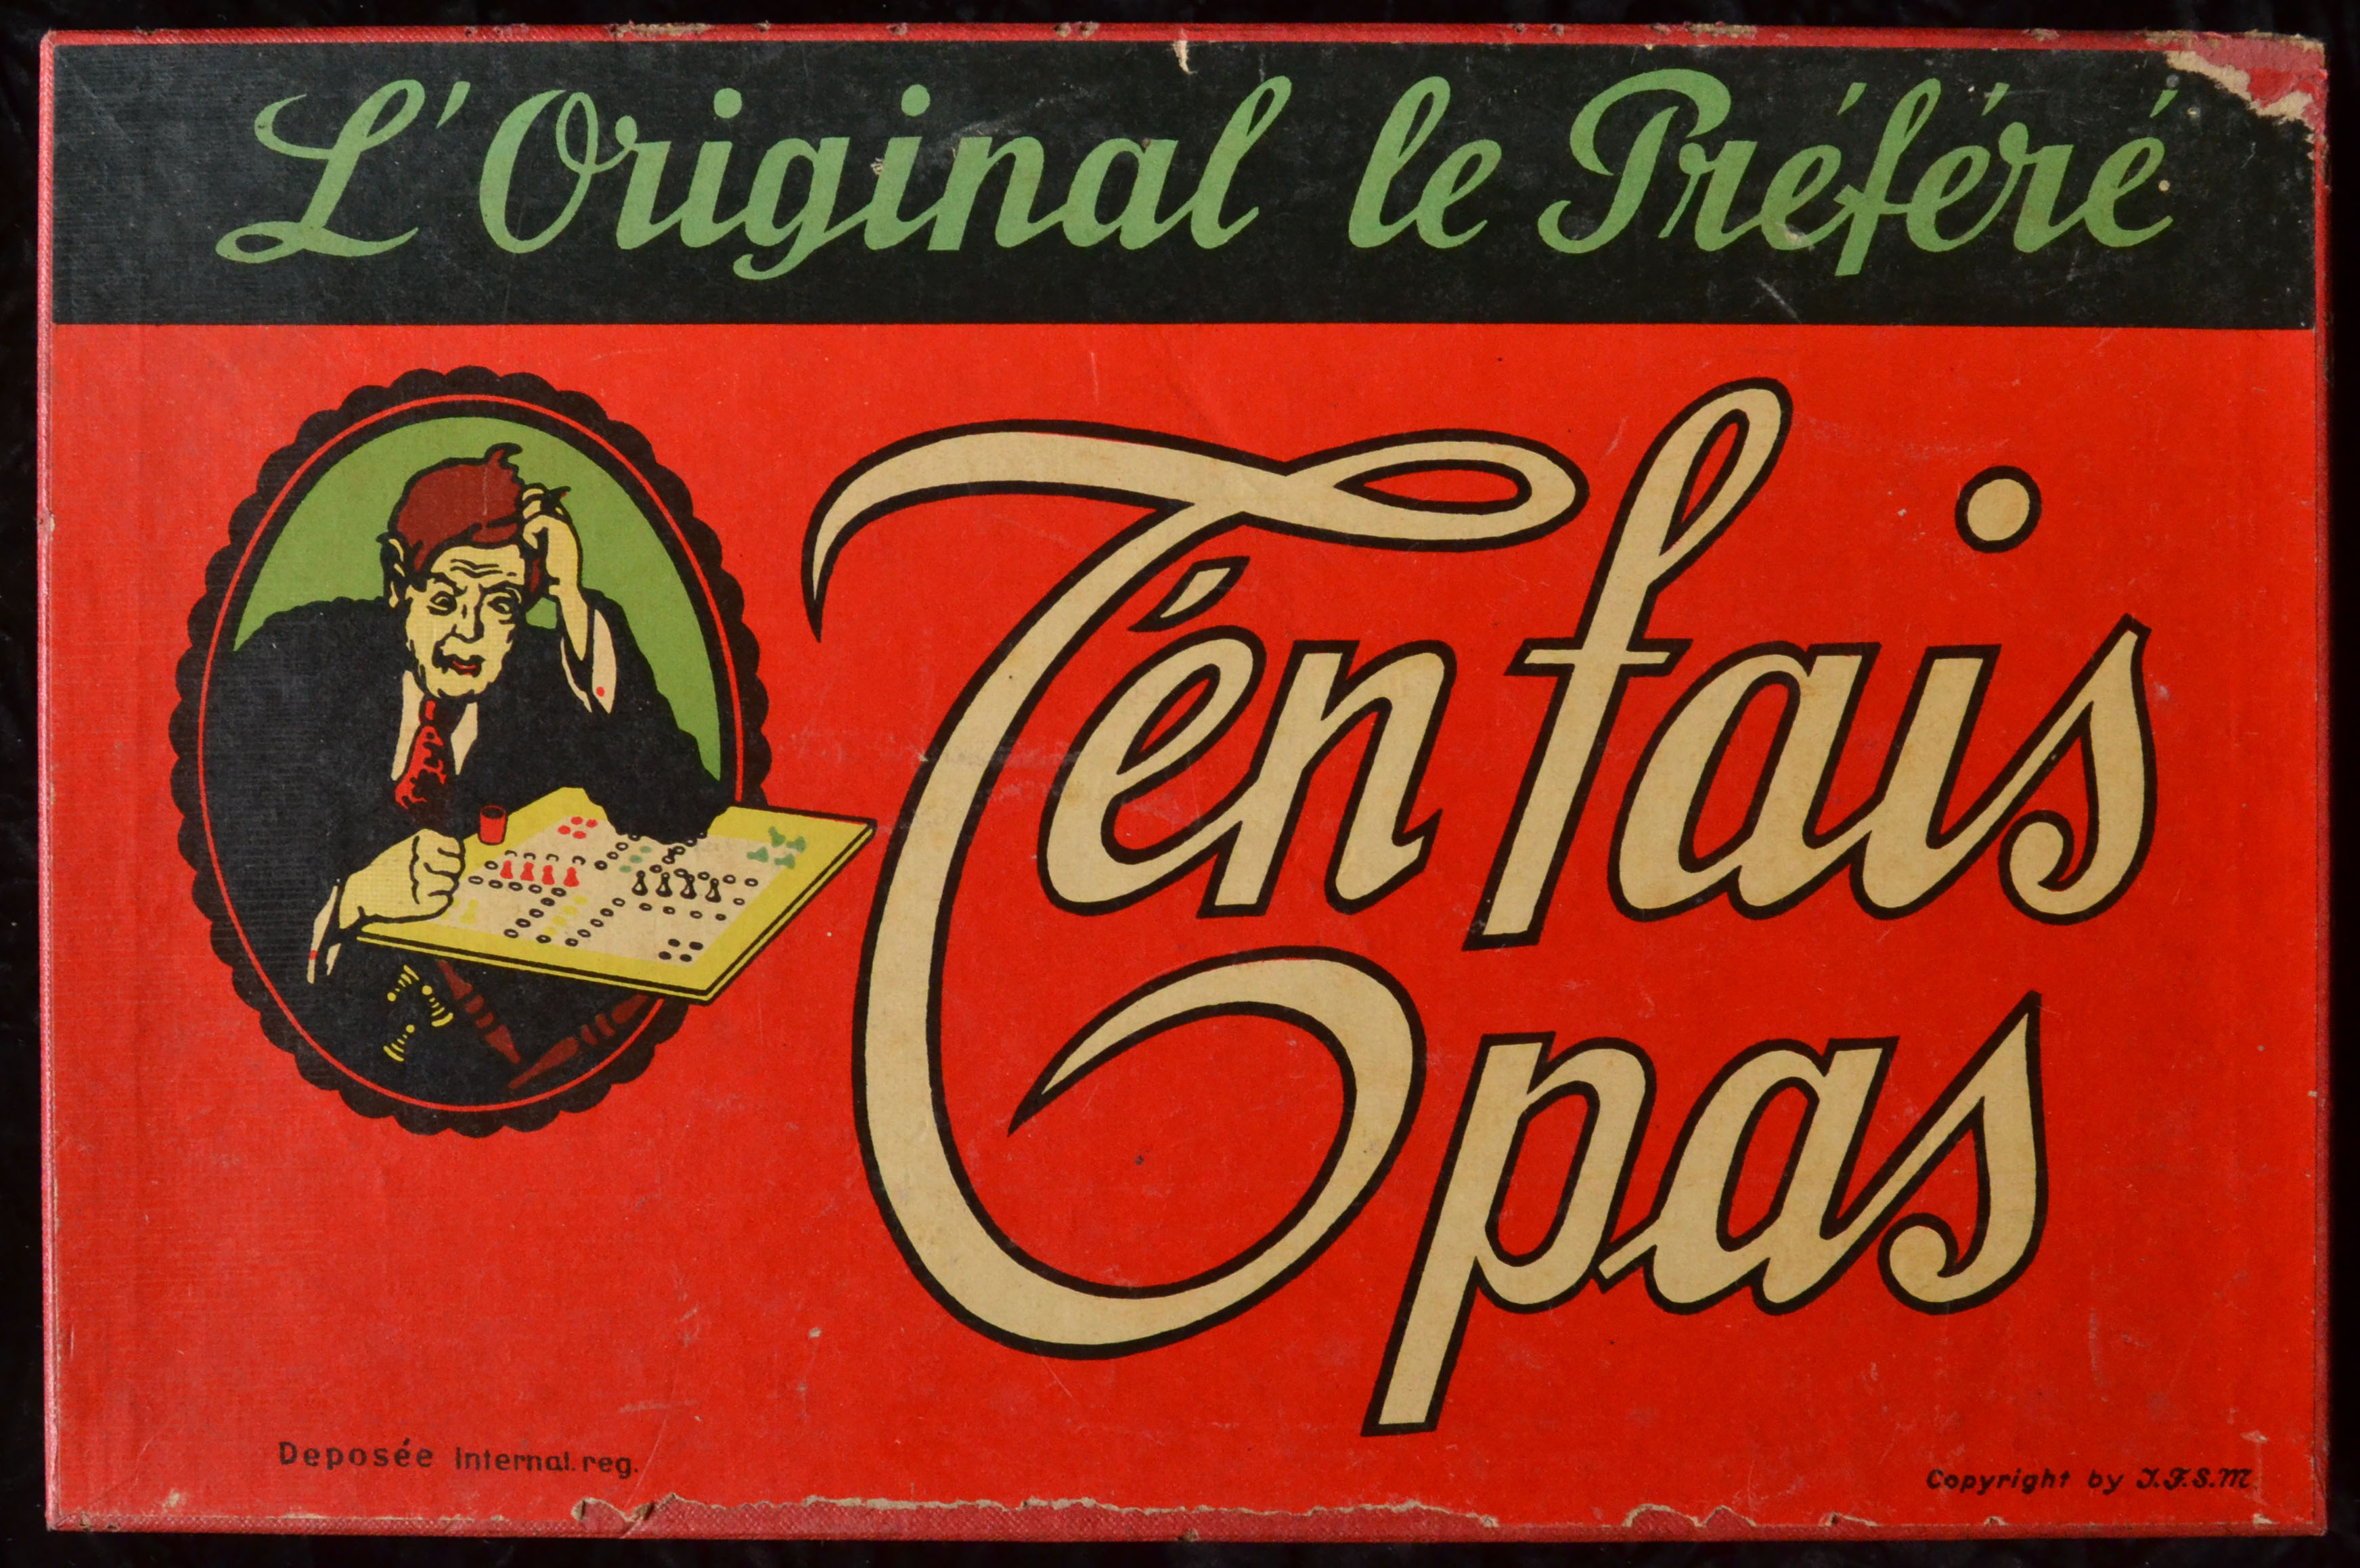 L'Original le Préféré
T'en fais
pas
Deposée Internal. reg.
Copyright by J.F.S.M